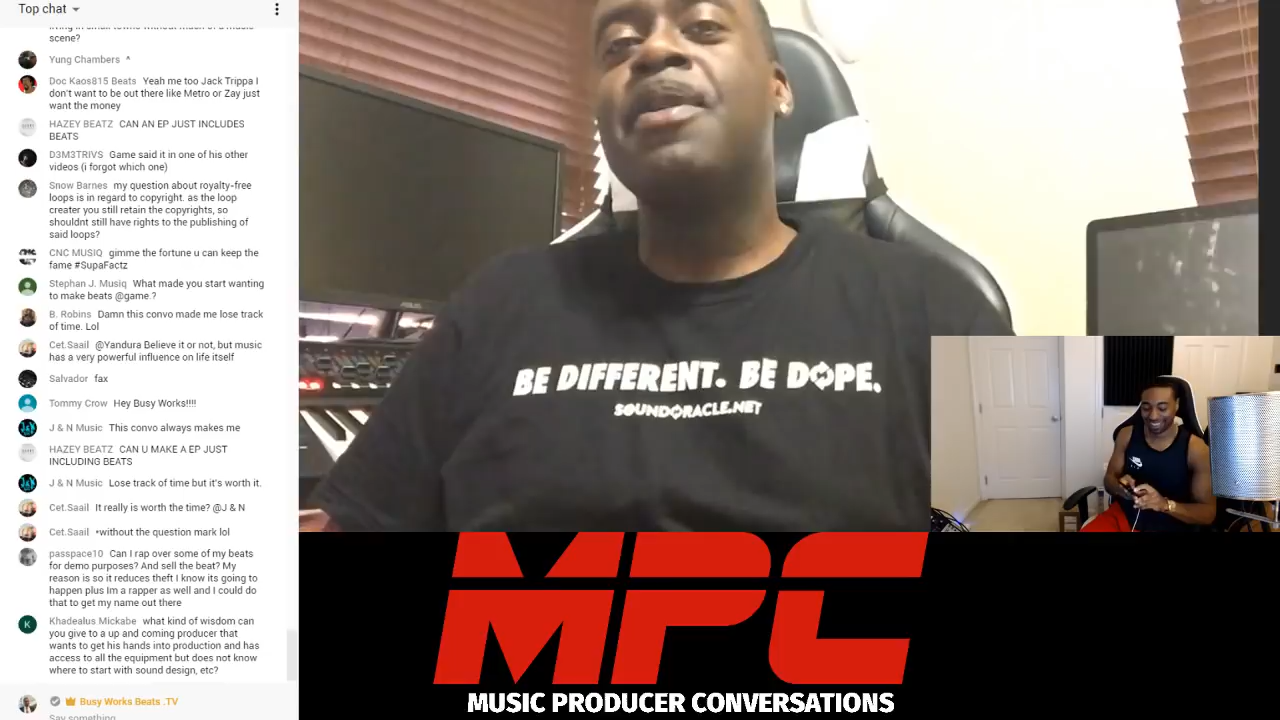 Top chat
living in small towns without much of a music
scene?
Yung Chambers ^
Doc Kaos815 Beats Yeah me too Jack Trippa I
don't want to be out there like Metro or Zay just
want the money
HAZEY BEATZ CAN AN EP JUST INCLUDES
BEATS
D3M3TRIVS Game said it in one of his other
videos (i forgot which one)
Snow Barnes my question about royalty-free
loops is in regard to copyright. as the loop
creater you still retain the copyrights, so
shouldnt still have rights to the publishing of
said loops?
CNC MUSIQ gimme the fortune u can keep the
fame #SupaFactz
Stephan J. Musiq What made you start wanting
to make beats @game.?
B. Robins Damn this convo made me lose track
of time. Lol
Cet.Saail @Yandura Believe it or not, but music
has a very powerful influence on life itself
Salvador fax
Tommy Crow Hey Busy Works!!!!
J & N Music This convo always makes me
HAZEY BEATZ CAN U MAKE A EP JUST
INCLUDING BEATS
J & N Music Lose track of time but it's worth it.
Cet.Saail It really is worth the time? @J & N
Cet.Saail *without the question mark lol
passpace10 Can I rap over some of my beats
for demo purposes? And sell the beat? My
reason is so it reduces theft I know its going to
happen plus Im a rapper as well and I could do
that to get my name out there
K
Khadealus Mickabe what kind of wisdom can
you give to a up and coming producer that
wants to get his hands into production and has
access to all the equipment but does not know
where to start with sound design, etc?
Busy Works Beats .TV
Say something...
BE DIFFERENT. BE DOPE.
SOUNDORACLE.NET
MPC
MUSIC PRODUCER CONVERSATIONS